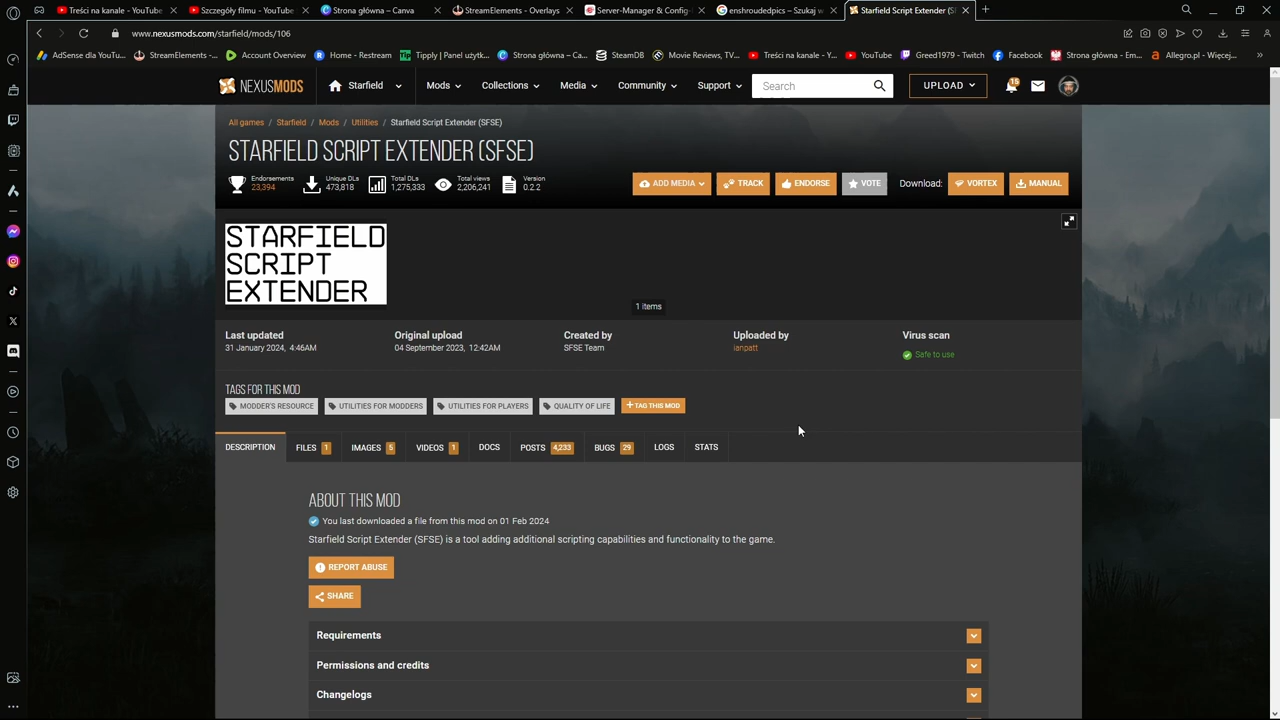 Treści na kanale - YouTube
Szczegóły filmu - YouTube
Strona główna – Canva
StreamElements - Overlays
Server-Manager & Config-
enshroudedpics – Szukaj w
Starfield Script Extender (SF
www.nexusmods.com/starfield/mods/106
AdSense dla YouTu...
StreamElements -...
Account Overview
Home - Restream
Tipply | Panel użytk...
Strona główna – Ca...
SteamDB
Movie Reviews, TV...
Treści na kanale - Y...
YouTube
Greed1979 - Twitch
Facebook
Strona główna - Em...
Allegro.pl - Więcej...
NEXUSMODS
Starfield
Mods
Collections
Media
Community
Support
Search
UPLOAD
15
All games / Starfield / Mods / Utilities / Starfield Script Extender (SFSE)
STARFIELD SCRIPT EXTENDER (SFSE)
Endorsements
23,394
Unique DLs
473,818
Total DLs
1,275,333
Total views
2,206,241
Version
0.2.2
ADD MEDIA
TRACK
ENDORSE
VOTE
Download:
VORTEX
MANUAL
STARFIELD
SCRIPT
EXTENDER
1 items
Last updated
31 January 2024, 4:46AM
Original upload
04 September 2023, 12:42AM
Created by
SFSE Team
Uploaded by
ianpatt
Virus scan
Safe to use
TAGS FOR THIS MOD
MODDER'S RESOURCE
UTILITIES FOR MODDERS
UTILITIES FOR PLAYERS
QUALITY OF LIFE
+ TAG THIS MOD
DESCRIPTION
FILES 1
IMAGES 5
VIDEOS 1
DOCS
POSTS 4,233
BUGS 29
LOGS
STATS
ABOUT THIS MOD
You last downloaded a file from this mod on 01 Feb 2024
Starfield Script Extender (SFSE) is a tool adding additional scripting capabilities and functionality to the game.
REPORT ABUSE
SHARE
Requirements
Permissions and credits
Changelogs